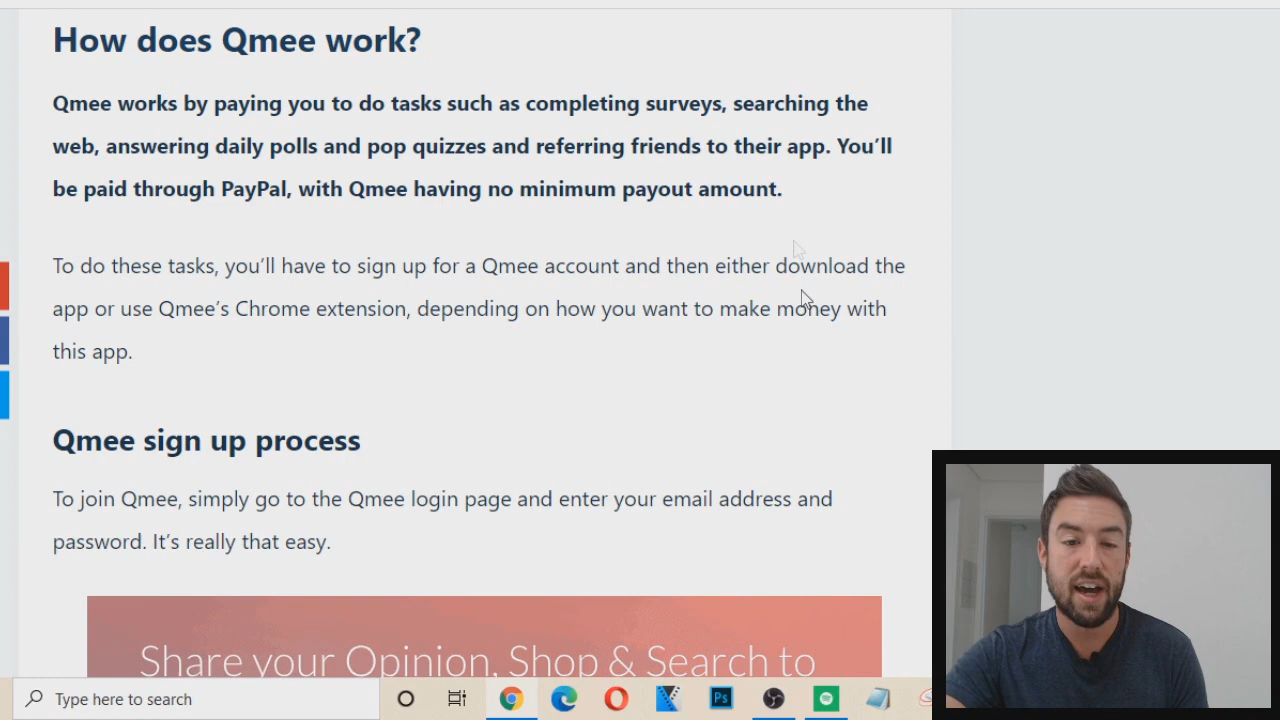 How does Qmee work?
Qmee works by paying you to do tasks such as completing surveys, searching the
web, answering daily polls and pop quizzes and referring friends to their app. You’ll
be paid through PayPal, with Qmee having no minimum payout amount.
To do these tasks, you’ll have to sign up for a Qmee account and then either download the
app or use Qmee’s Chrome extension, depending on how you want to make money with
this app.
Qmee sign up process
To join Qmee, simply go to the Qmee login page and enter your email address and
password. It’s really that easy.
Share your Opinion, Shop & Search to
Type here to search
Ps